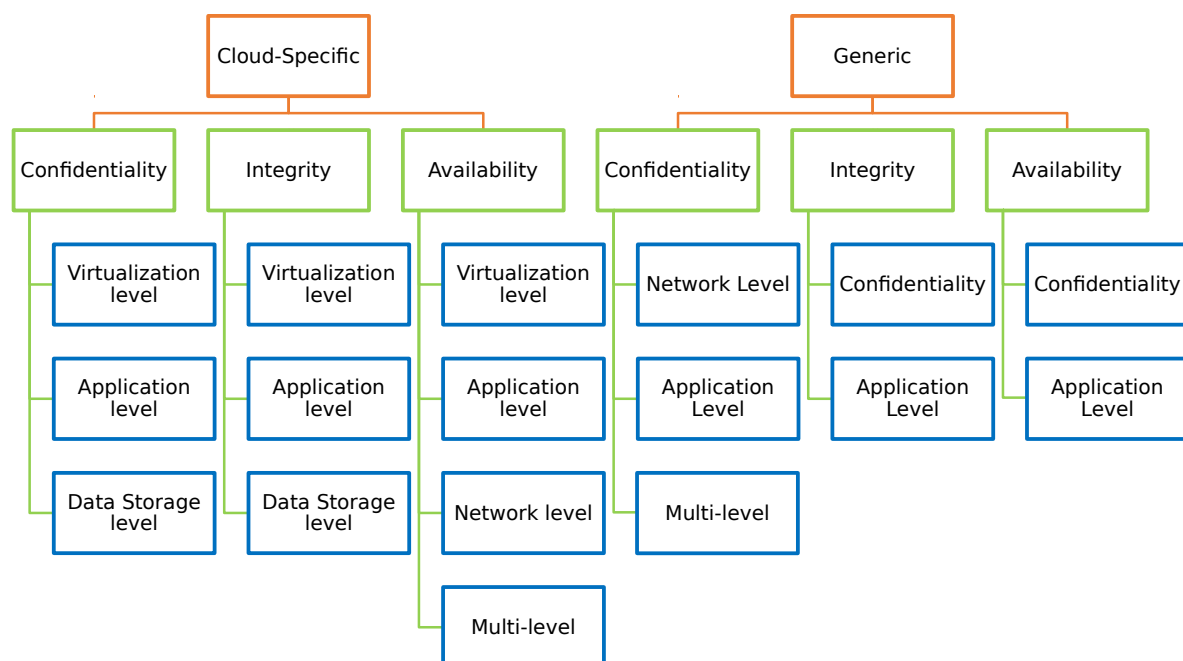 Cloud-Specific
Generic
Confidentiality
Integrity
Availability
Confidentiality
Integrity
Availability
Virtualization
level
Virtualization
level
Virtualization
level
Network Level
Confidentiality
Confidentiality
Application
level
Application
level
Application
level
Application
Level
Application
Level
Application
Level
Data Storage
level
Data Storage
level
Network level
Multi-level
Multi-level